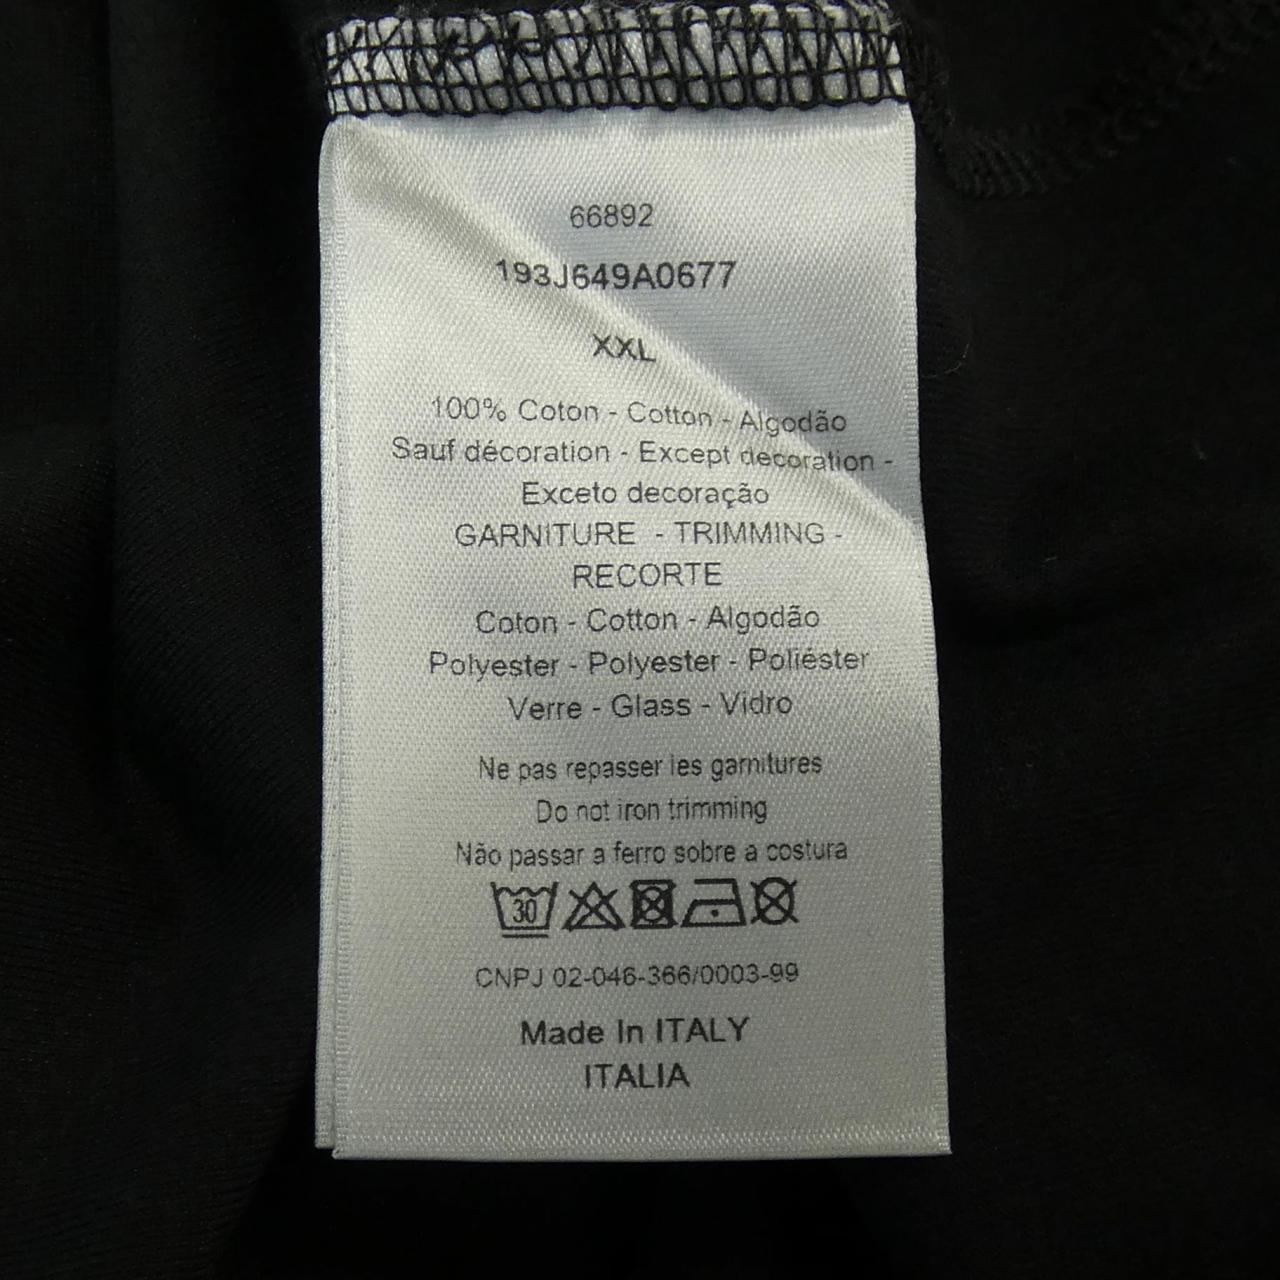 66892
193J649A0677
XXL
100% Coton - Cotton - Algodão
Sauf décoration - Except decoration -
Exceto decoração
GARNITURE - TRIMMING -
RECORTE
Coton - Cotton - Algodão
Polyester - Polyester - Poliéster
Verre - Glass - Vidro
Ne pas repasser les garnitures
Do not iron trimming
Não passar a ferro sobre a costura
30
CNPJ 02-046-366/0003-99
Made In ITALY
ITALIA